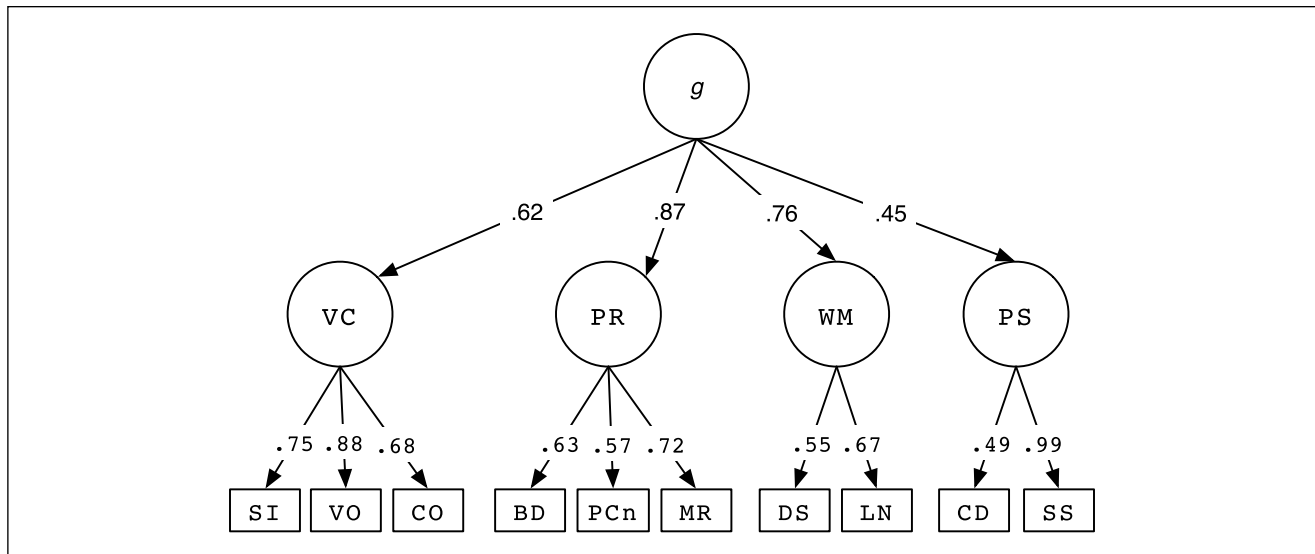 g
.62 .87 .76 .45
VC PR WM PS
.75 .88 .68 .63 .57 .72 .55 .67 .49 .99
SI VO CO BD PCn MR DS LN CD SS